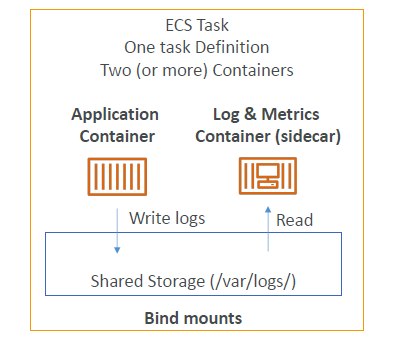 ECS Task
One task Definition
Two (or more) Containers
Application
Container
Log & Metrics
Container (sidecar)
Write logs
Read
Shared Storage (/var/logs/)
Bind mounts